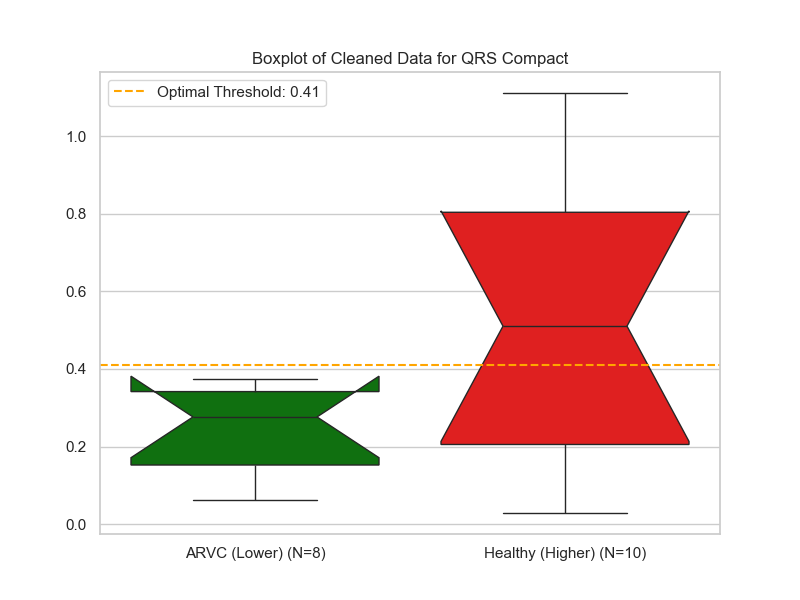 Boxplot of Cleaned Data for QRS Compact
Optimal Threshold: 0.41
1.0
0.8
0.6
0.4
0.2
0.0
ARVC (Lower) (N=8)
Healthy (Higher) (N=10)